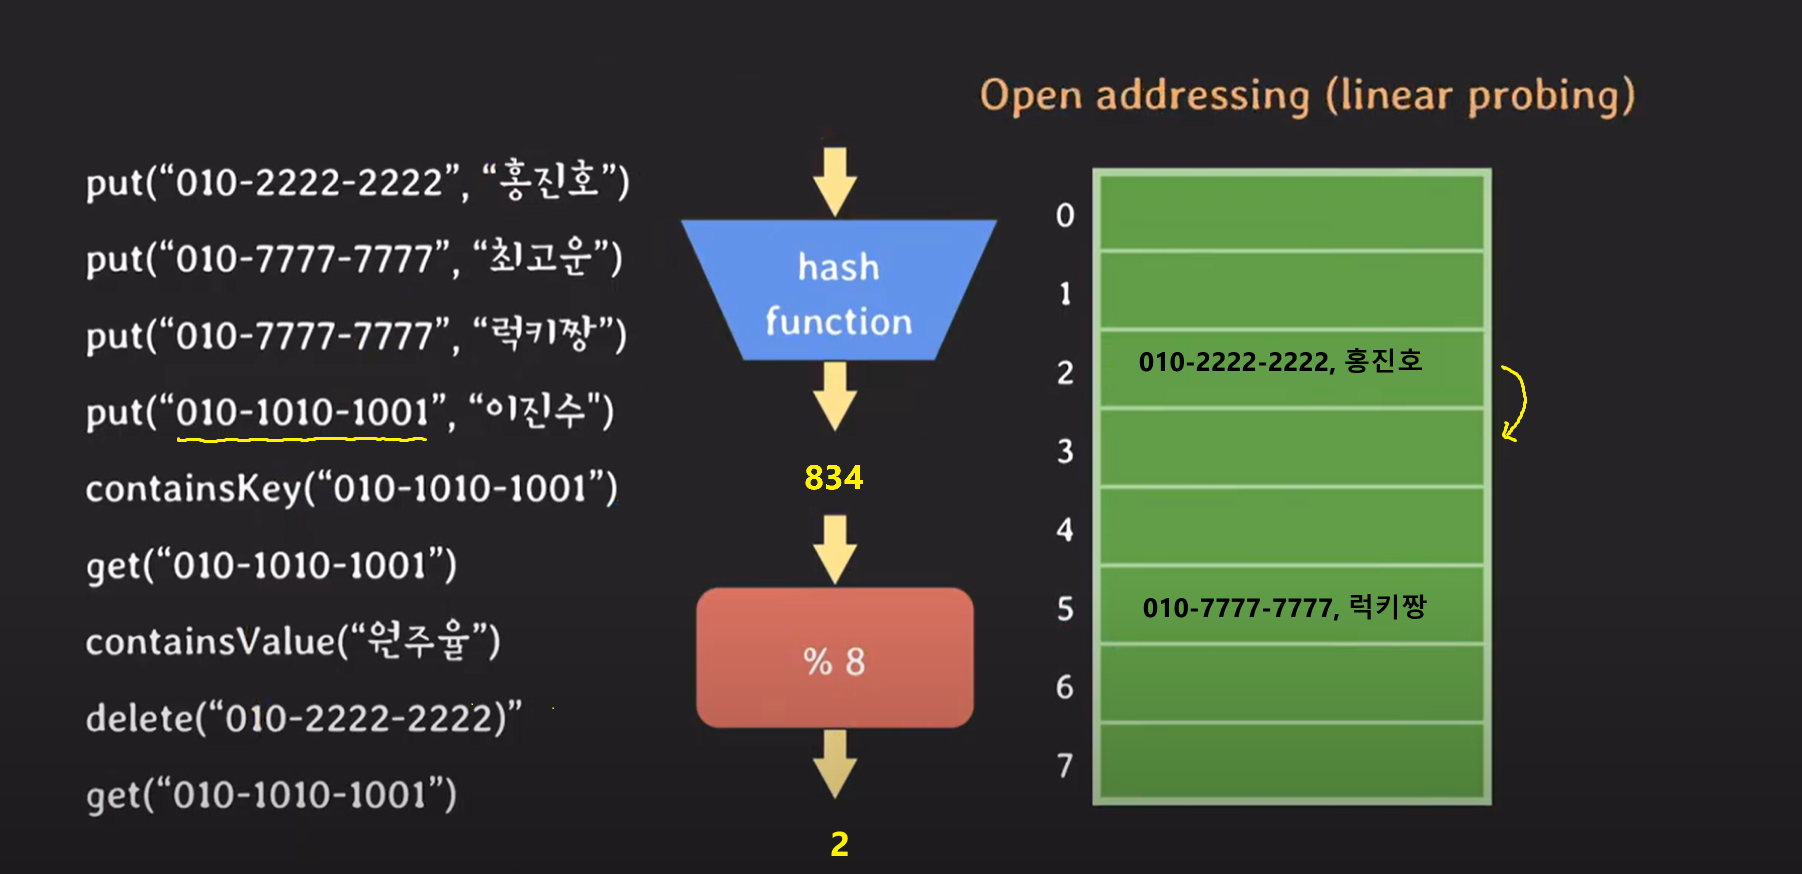 Open addressing (linear probing)
put(“010-2222-2222”, “홍진호”)
put(“010-7777-7777”, “최고운”)
put(“010-7777-7777”, “럭키짱”)
put(“010-1010-1001”, “이진수")
containsKey(“010-1010-1001”)
get(“010-1010-1001”)
containsValue(“원주율”)
delete(“010-2222-2222)”
get(“010-1010-1001”)
hash
function
834
% 8
2
0
1
2 010-2222-2222, 홍진호
3
4
5 010-7777-7777, 럭키짱
6
7